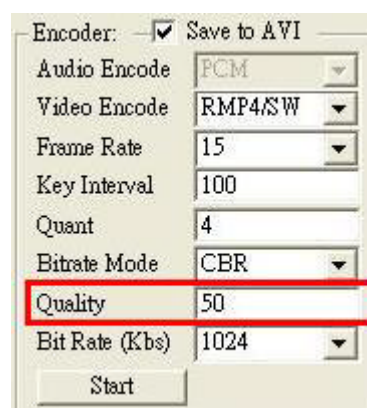 Encoder: Save to AVI
Audio Encode PCM
Video Encode RMP4/SW
Frame Rate 15
Key Interval 100
Quant 4
Bitrate Mode CBR
Quality 50
Bit Rate (Kbs) 1024
Start